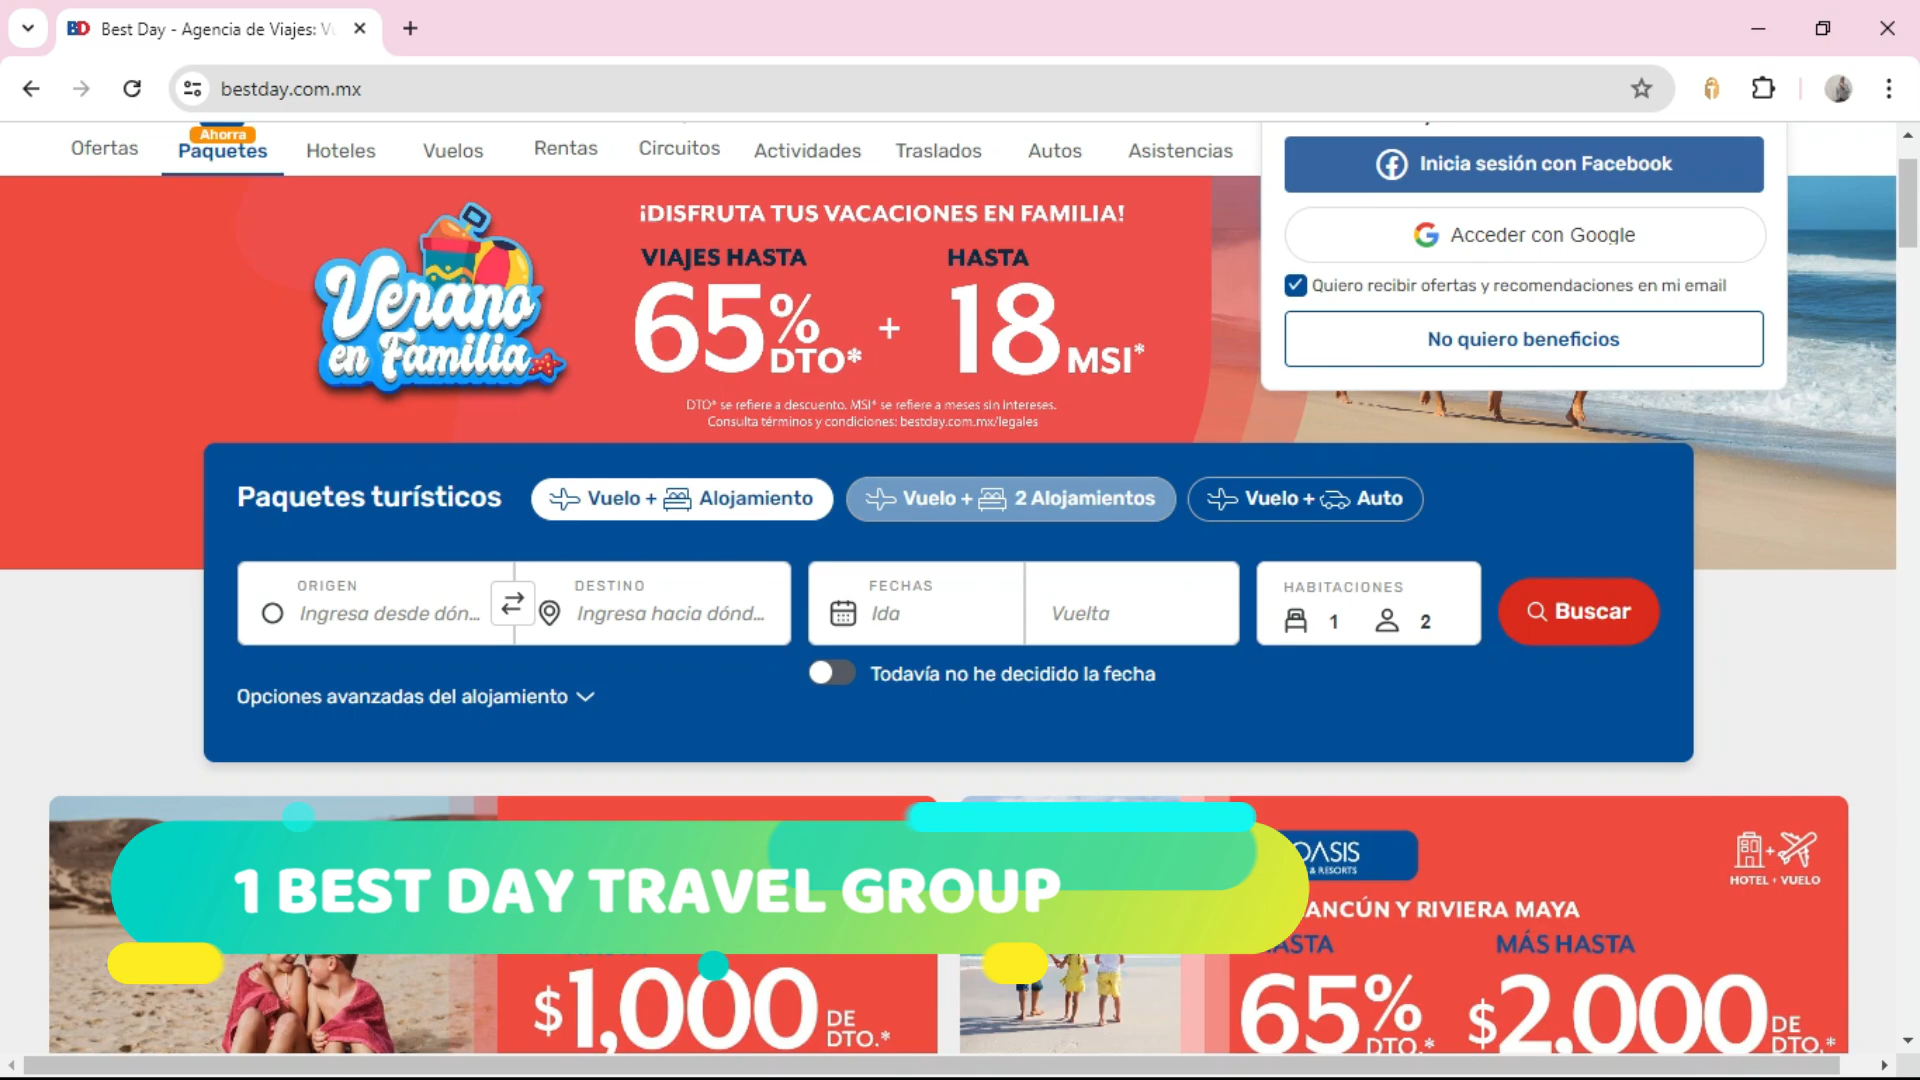 BD Best Day - Agencia de Viajes: V
bestday.com.mx
Ofertas
Ahorra
Paquetes
Hoteles
Vuelos
Rentas
Circuitos
Actividades
Traslados
Autos
Asistencias
Inicia sesión con Facebook
Acceder con Google
Quiero recibir ofertas y recomendaciones en mi email
No quiero beneficios
Verano
en Familia
¡DISFRUTA TUS VACACIONES EN FAMILIA!
VIAJES HASTA
65% DTO*
+
HASTA
18 MSI*
DTO* se refiere a descuento. MSI* se refiere a meses sin intereses.
Consulta términos y condiciones: bestday.com.mx/legales
Paquetes turísticos
Vuelo + Alojamiento
Vuelo + 2 Alojamientos
Vuelo + Auto
ORIGEN
Ingresa desde dón...
DESTINO
Ingresa hacia dónd...
FECHAS
Ida
Vuelta
HABITACIONES
1 2
Buscar
Todavía no he decidido la fecha
Opciones avanzadas del alojamiento
1 BEST DAY TRAVEL GROUP
$1,000 DE DTO.*
OASIS
& RESORTS
HOTEL + VUELO
ANCÚN Y RIVIERA MAYA
ASTA
65% DTO.*
MÁS HASTA
$2,000 DE DTO.*